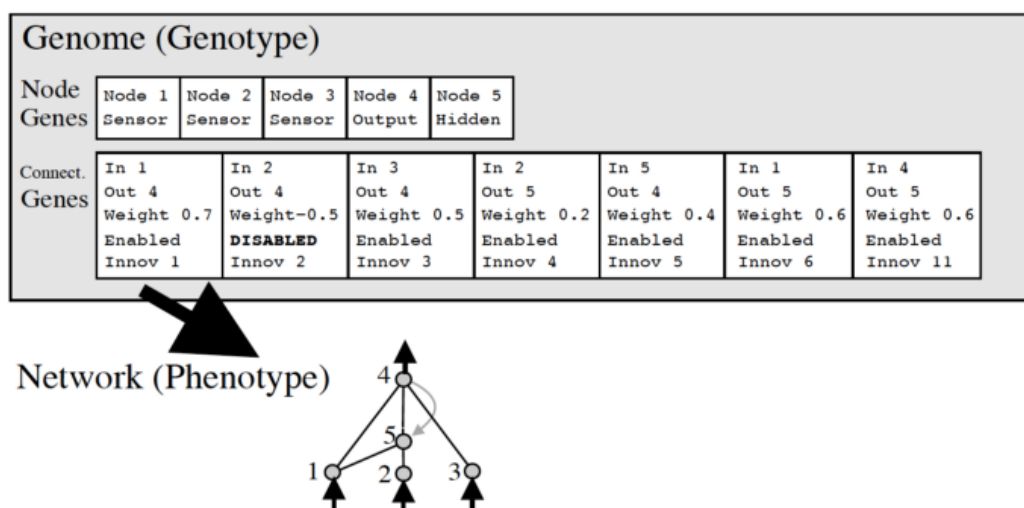 Genome (Genotype)
Node Genes
Node 1 Node 2 Node 3 Node 4 Node 5
Sensor Sensor Sensor Output Hidden
Connect. Genes
In 1 In 2 In 3 In 2 In 5 In 1 In 4
Out 4 Out 4 Out 4 Out 5 Out 4 Out 5 Out 5
Weight 0.7 Weight-0.5 Weight 0.5 Weight 0.2 Weight 0.4 Weight 0.6 Weight 0.6
Enabled DISABLED Enabled Enabled Enabled Enabled Enabled
Innov 1 Innov 2 Innov 3 Innov 4 Innov 5 Innov 6 Innov 11
Network (Phenotype)
4
5
1 2 3